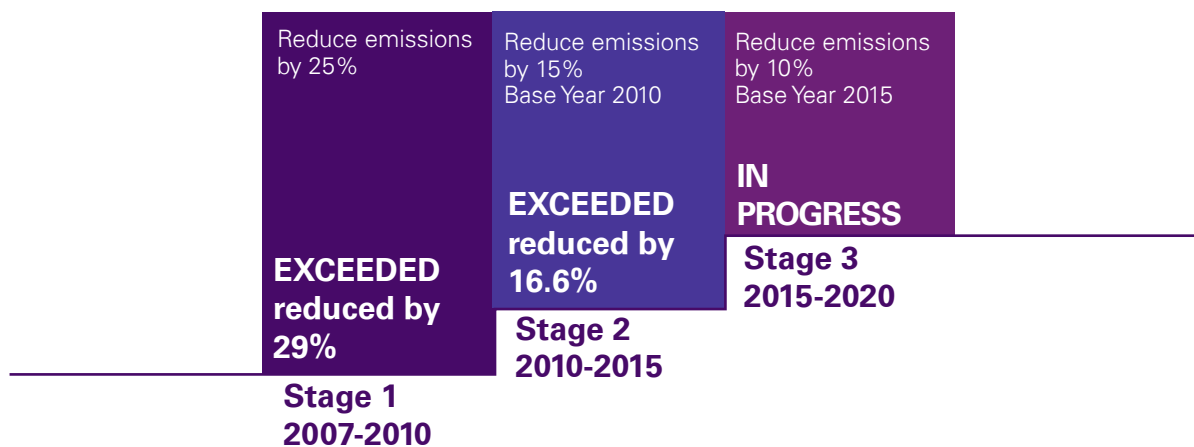 Reduce emissions
by 25%
EXCEEDED
reduced by
29%
Stage 1
2007-2010
Reduce emissions
by 15%
Base Year 2010
EXCEEDED
reduced by
16.6%
Stage 2
2010-2015
Reduce emissions
by 10%
Base Year 2015
IN
PROGRESS
Stage 3
2015-2020